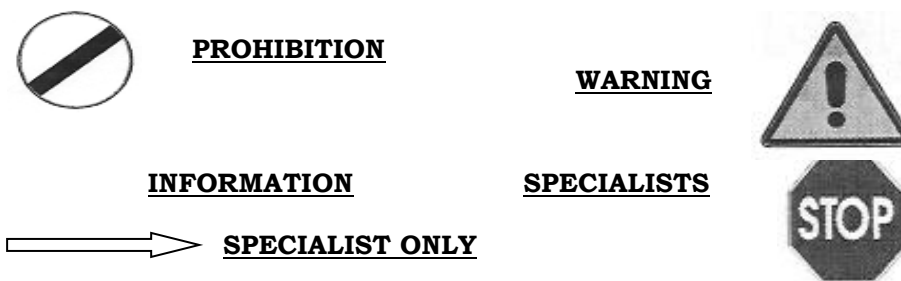 PROHIBITION
WARNING
INFORMATION
SPECIALISTS
STOP
SPECIALIST ONLY